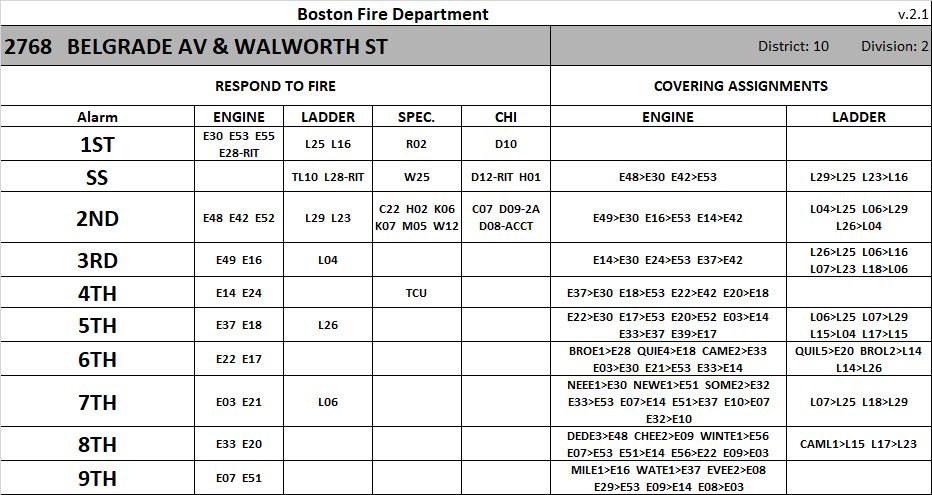 Boston Fire Department v.2.1
2768 BELGRADE AV & WALWORTH ST District: 10 Division: 2
RESPOND TO FIRE COVERING ASSIGNMENTS
Alarm ENGINE LADDER SPEC. CHI ENGINE LADDER
1ST
E30 E53 E55
E28-RIT
L25 L16
R02
D10
SS
TL10 L28-RIT
W25
D12-RIT H01
E48>E30 E42>E53
L29>L25 L23>L16
2ND
E48 E42 E52
L29 L23
C22 H02 K06
K07 M05 W12
C07 D09-2A
D08-ACCT
E49>E30 E16>E53 E14>E42
L04>L25 L06>L29
L26>L04
3RD
E49 E16
L04
E14>E30 E24>E53 E37>E42
L26>L25 L06>L16
L07>L23 L18>L06
4TH
E14 E24
TCU
E37>E30 E18>E53 E22>E42 E20>E18
5TH
E37 E18
L26
E22>E30 E17>E53 E20>E52 E03>E14
E33>E37 E39>E17
L06>L25 L07>L29
L15>L04 L17>L15
6TH
E22 E17
BROE1>E28 QUIE4>E18 CAME2>E33
E03>E30 E21>E53 E33>E14
QUIL5>E20 BROL2>L14
L14>L26
7TH
E03 E21
L06
NEEE1>E30 NEWE1>E51 SOME2>E32
E33>E53 E07>E14 E51>E37 E10>E07
E32>E10
L07>L25 L18>L29
8TH
E33 E20
DEDE3>E48 CHEE2>E09 WINTE1>E56
E07>E53 E51>E14 E56>E22 E09>E03
CAML1>L15 L17>L23
9TH
E07 E51
MILE1>E16 WATE1>E37 EVEE2>E08
E29>E53 E09>E14 E08>E03